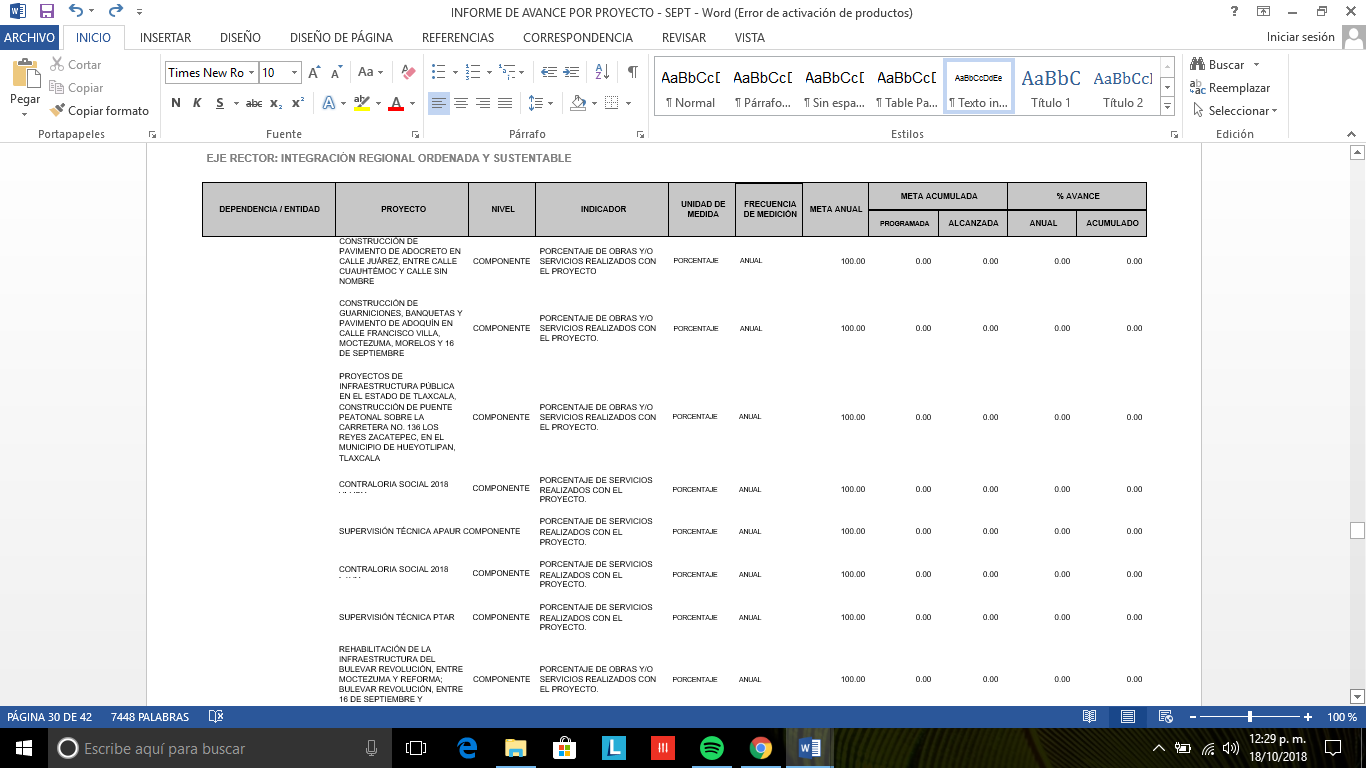 INFORME DE AVANCE POR PROYECTO - SEPT - Word (Error de activación de productos)
ARCHIVO INICIO INSERTAR DISEÑO DISEÑO DE PÁGINA REFERENCIAS CORRESPONDENCIA REVISAR VISTA Iniciar sesión
Pegar
Cortar
Copiar
Copiar formato
Portapapeles
Times New Ro 10
Fuente
Párrafo
AaBbCcI AaBbCcI AaBbCcI AaBbCcI AaBbCcDdEe AaBbC AaBbCcI
¶ Normal ¶ Párrafo... ¶ Sin espa... ¶ Table Pa... ¶ Texto in... Título 1 Título 2
Estilos
Buscar
Reemplazar
Seleccionar
Edición
EJE RECTOR: INTEGRACIÓN REGIONAL ORDENADA Y SUSTENTABLE
DEPENDENCIA / ENTIDAD PROYECTO NIVEL INDICADOR UNIDAD DE MEDIDA FRECUENCIA DE MEDICIÓN META ANUAL META ACUMULADA % AVANCE
PROGRAMADA ALCANZADA ANUAL ACUMULADO
CONSTRUCCIÓN DE
PAVIMENTO DE ADOCRETO EN
CALLE JUÁREZ, ENTRE CALLE
CUAUHTÉMOC Y CALLE SIN
NOMBRE
COMPONENTE
PORCENTAJE DE OBRAS Y/O
SERVICIOS REALIZADOS CON
EL PROYECTO
PORCENTAJE ANUAL 100.00 0.00 0.00 0.00 0.00
CONSTRUCCIÓN DE
GUARNICIONES, BANQUETAS Y
PAVIMENTO DE ADOQUÍN EN
CALLE FRANCISCO VILLA,
MOCTEZUMA, MORELOS Y 16
DE SEPTIEMBRE
COMPONENTE
PORCENTAJE DE OBRAS Y/O
SERVICIOS REALIZADOS CON
EL PROYECTO.
PORCENTAJE ANUAL 100.00 0.00 0.00 0.00 0.00
PROYECTOS DE
INFRAESTRUCTURA PÚBLICA
EN EL ESTADO DE TLAXCALA,
CONSTRUCCIÓN DE PUENTE
PEATONAL SOBRE LA
CARRETERA NO. 136 LOS
REYES ZACATEPEC, EN EL
MUNICIPIO DE HUEYOTLIPAN,
TLAXCALA
COMPONENTE
PORCENTAJE DE OBRAS Y/O
SERVICIOS REALIZADOS CON
EL PROYECTO.
PORCENTAJE ANUAL 100.00 0.00 0.00 0.00 0.00
CONTRALORIA SOCIAL 2018
COMPONENTE
PORCENTAJE DE SERVICIOS
REALIZADOS CON EL
PROYECTO.
PORCENTAJE ANUAL 100.00 0.00 0.00 0.00 0.00
SUPERVISIÓN TÉCNICA APAUR COMPONENTE
PORCENTAJE DE SERVICIOS
REALIZADOS CON EL
PROYECTO.
PORCENTAJE ANUAL 100.00 0.00 0.00 0.00 0.00
CONTRALORIA SOCIAL 2018
COMPONENTE
PORCENTAJE DE SERVICIOS
REALIZADOS CON EL
PROYECTO.
PORCENTAJE ANUAL 100.00 0.00 0.00 0.00 0.00
SUPERVISIÓN TÉCNICA PTAR
COMPONENTE
PORCENTAJE DE SERVICIOS
REALIZADOS CON EL
PROYECTO.
PORCENTAJE ANUAL 100.00 0.00 0.00 0.00 0.00
REHABILITACIÓN DE LA
INFRAESTRUCTURA DEL
BULEVAR REVOLUCIÓN, ENTRE
MOCTEZUMA Y REFORMA;
BULEVAR REVOLUCIÓN, ENTRE
16 DE SEPTIEMBRE Y
COMPONENTE
PORCENTAJE DE OBRAS Y/O
SERVICIOS REALIZADOS CON
EL PROYECTO.
PORCENTAJE ANUAL 100.00 0.00 0.00 0.00 0.00
PÁGINA 30 DE 42 7448 PALABRAS 100 %
Escribe aquí para buscar
12:29 p. m.
18/10/2018